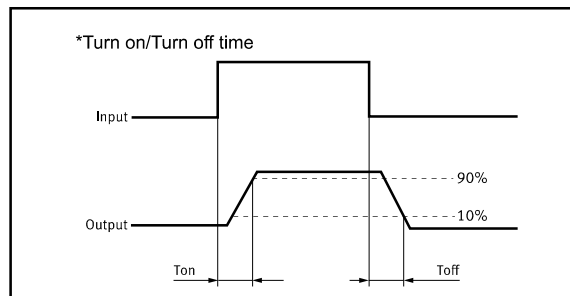 *Turn on/Turn off time
Input
90%
10%
Output
Ton
Toff